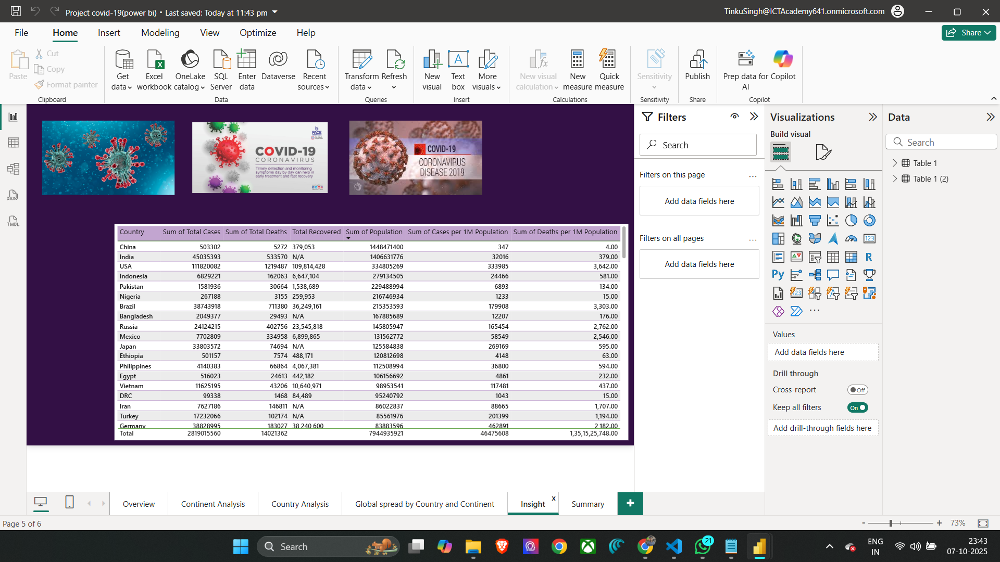 Project covid-19(power bi) • Last saved: Today at 11:43 pm
TinkuSingh@ICTAcademy641.onmicrosoft.com
File Home Insert Modeling View Optimize Help
Share
Paste
Cut
Copy
Format painter
Clipboard
Get data
Excel workbook
OneLake catalog
SQL Server
Enter data
Dataverse
Recent sources
Data
Transform data
Refresh
Queries
New visual
Text box
More visuals
Insert
New visual calculation
New measure
Quick measure
Calculations
Sensitivity
Sensitivity
Publish
Share
Prep data for AI
Copilot
Copilot
PACE
COVID-19
CORONAVIRUS
Timely detection and monitoring
symptoms day by day can help in
early treatment and fast recovery
COVID-19
CORONAVIRUS
DISEASE 2019
Country Sum of Total Cases Sum of Total Deaths Total Recovered Sum of Population Sum of Cases per 1M Population Sum of Deaths per 1M Population
China 503302 5272 379,053 1448471400 347 4.00
India 45035393 533570 N/A 1406631776 32016 379.00
USA 111820082 1219487 109,814,428 334805269 333985 3,642.00
Indonesia 6829221 162063 6,647,104 279134505 24466 581.00
Pakistan 1581936 30664 1,538,689 229488994 6893 134.00
Nigeria 267188 3155 259,953 216746934 1233 15.00
Brazil 38743918 711380 36,249,161 215353593 179908 3,303.00
Bangladesh 2049377 29493 N/A 167885689 12207 176.00
Russia 24124215 402756 23,545,818 145805947 165454 2,762.00
Mexico 7702809 334958 6,899,865 131562772 58549 2,546.00
Japan 33803572 74694 N/A 125584838 269169 595.00
Ethiopia 501157 7574 488,171 120812698 4148 63.00
Philippines 4140383 66864 4,067,381 112508994 36800 594.00
Egypt 516023 24613 442,182 106156692 4861 232.00
Vietnam 11625195 43206 10,640,971 98953541 117481 437.00
DRC 99338 1468 84,489 95240792 1043 15.00
Iran 7627186 146811 N/A 86022837 88665 1,707.00
Turkey 17232066 102174 N/A 85561976 201399 1,194.00
Germany 38828995 183027 38,240,600 83883596 462891 2,182.00
Total 2819015560 14021362 7944935921 46475608 1,35,15,25,748.00
DAX
TMDL
Filters
Search
Filters on this page ...
Add data fields here
Filters on all pages ...
Add data fields here
Visualizations
Build visual
123
R
Py
123
...
Values
Add data fields here
Drill through
Cross-report Off
Keep all filters On
Add drill-through fields here
Data
Search
Table 1
Table 1 (2)
Overview
Continent Analysis
Country Analysis
Global spread by Country and Continent
Insight x
Summary
+
Page 5 of 6
- + 73%
Search
21
ENG
IN
23:43
07-10-2025